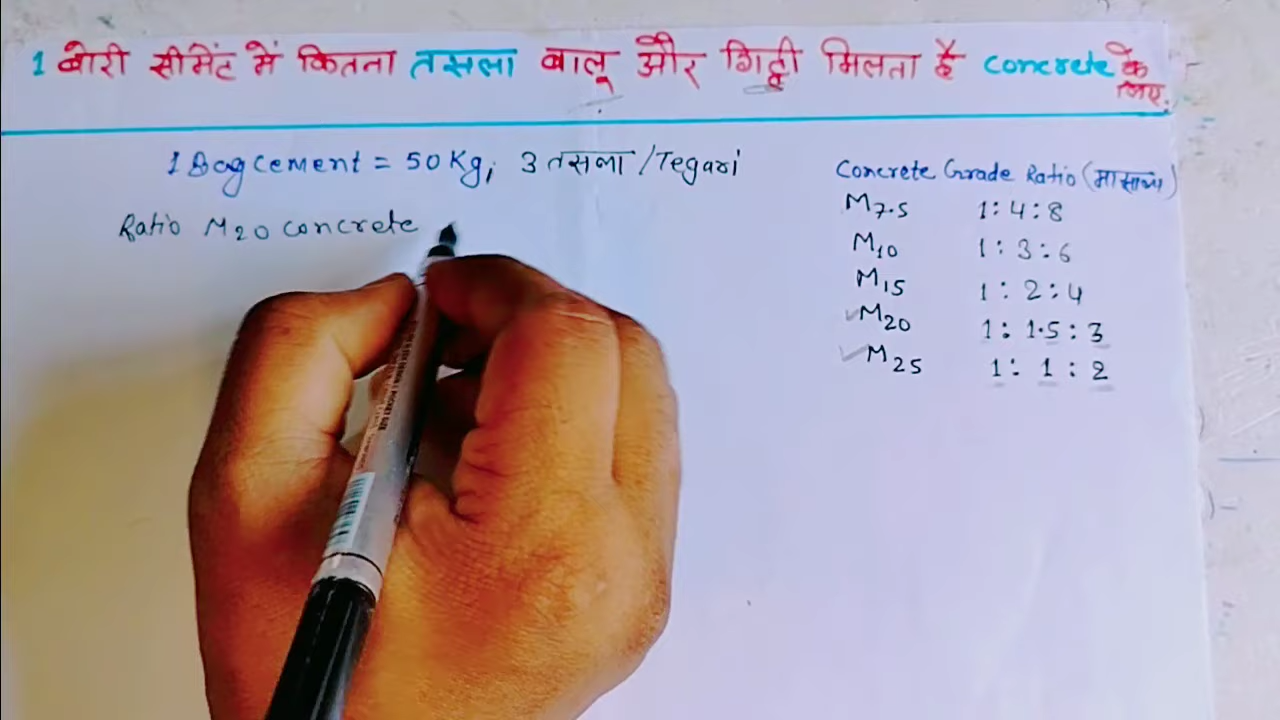 1 बोरी सीमेंट में कितना तसला बालू और गिट्टी मिलता है concrete के लिए.
1 Bag cement = 50 Kg, 3 तसला / Tegari
Ratio M20 concrete
Concrete Grade Ratio (मासाला)
M7.5 1:4:8
M10 1:3:6
M15 1:2:4
M20 1:1.5:3
M25 1:1:2